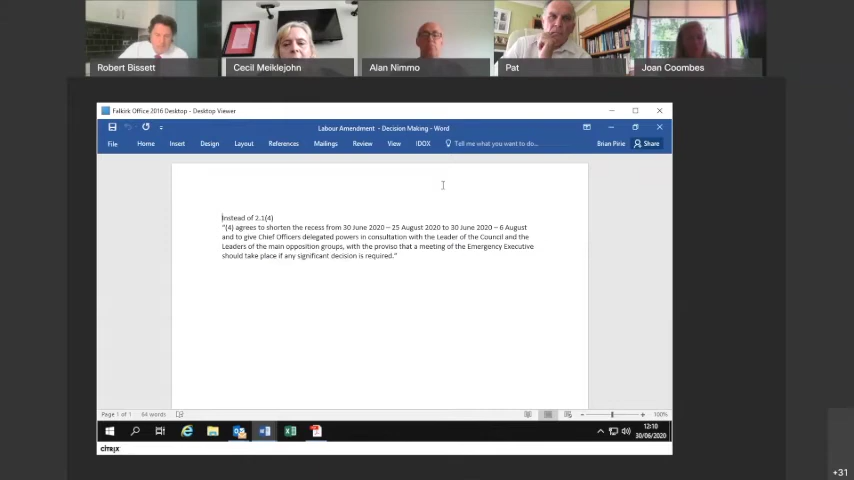 Robert Bissett
Cecil Meiklejohn
Alan Nimmo
Pat
Joan Coombes
Falkirk Office 2016 Desktop - Desktop Viewer
Labour Amendment - Decision Making - Word
File Home Insert Design Layout References Mailings Review View IDOX Tell me what you want to do... Brian Pirie Share
Instead of 2.1(4)
"(4) agrees to shorten the recess from 30 June 2020 – 25 August 2020 to 30 June 2020 – 6 August
and to give Chief Officers delegated powers in consultation with the Leader of the Council and the
Leaders of the main opposition groups, with the proviso that a meeting of the Emergency Executive
should take place if any significant decision is required."
Page 1 of 1 64 words
100%
12:10
30/06/2020
CITRIX
+31